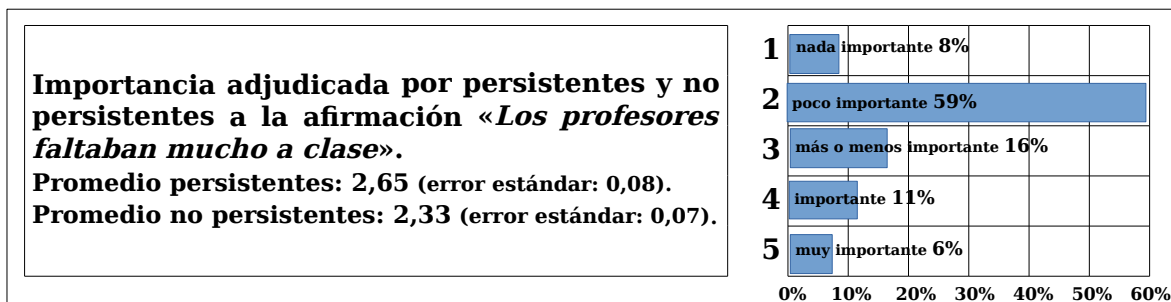 Importancia adjudicada por persistentes y no
persistentes a la afirmación «Los profesores
faltaban mucho a clase».
Promedio persistentes: 2,65 (error estándar: 0,08).
Promedio no persistentes: 2,33 (error estándar: 0,07).
1 nada importante 8%
2 poco importante 59%
3 más o menos importante 16%
4 importante 11%
5 muy importante 6%
0% 10% 20% 30% 40% 50% 60%